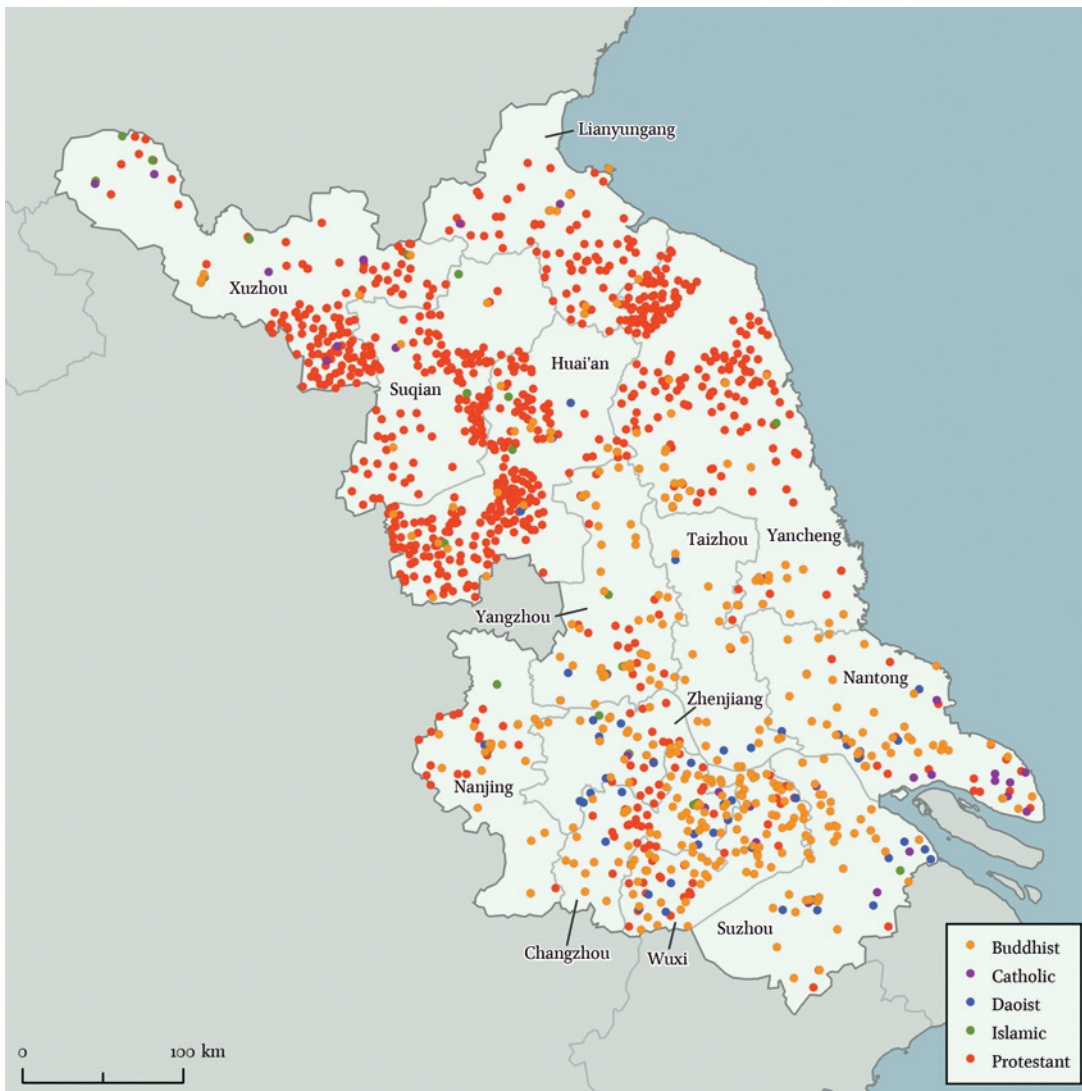 Lianyungang
Xuzhou
Huai'an
Suqian
Taizhou
Yancheng
Yangzhou
Nantong
Zhenjiang
Nanjing
Suzhou
Changzhou
Wuxi
Buddhist
Catholic
Daoist
Islamic
Protestant
0 100 km